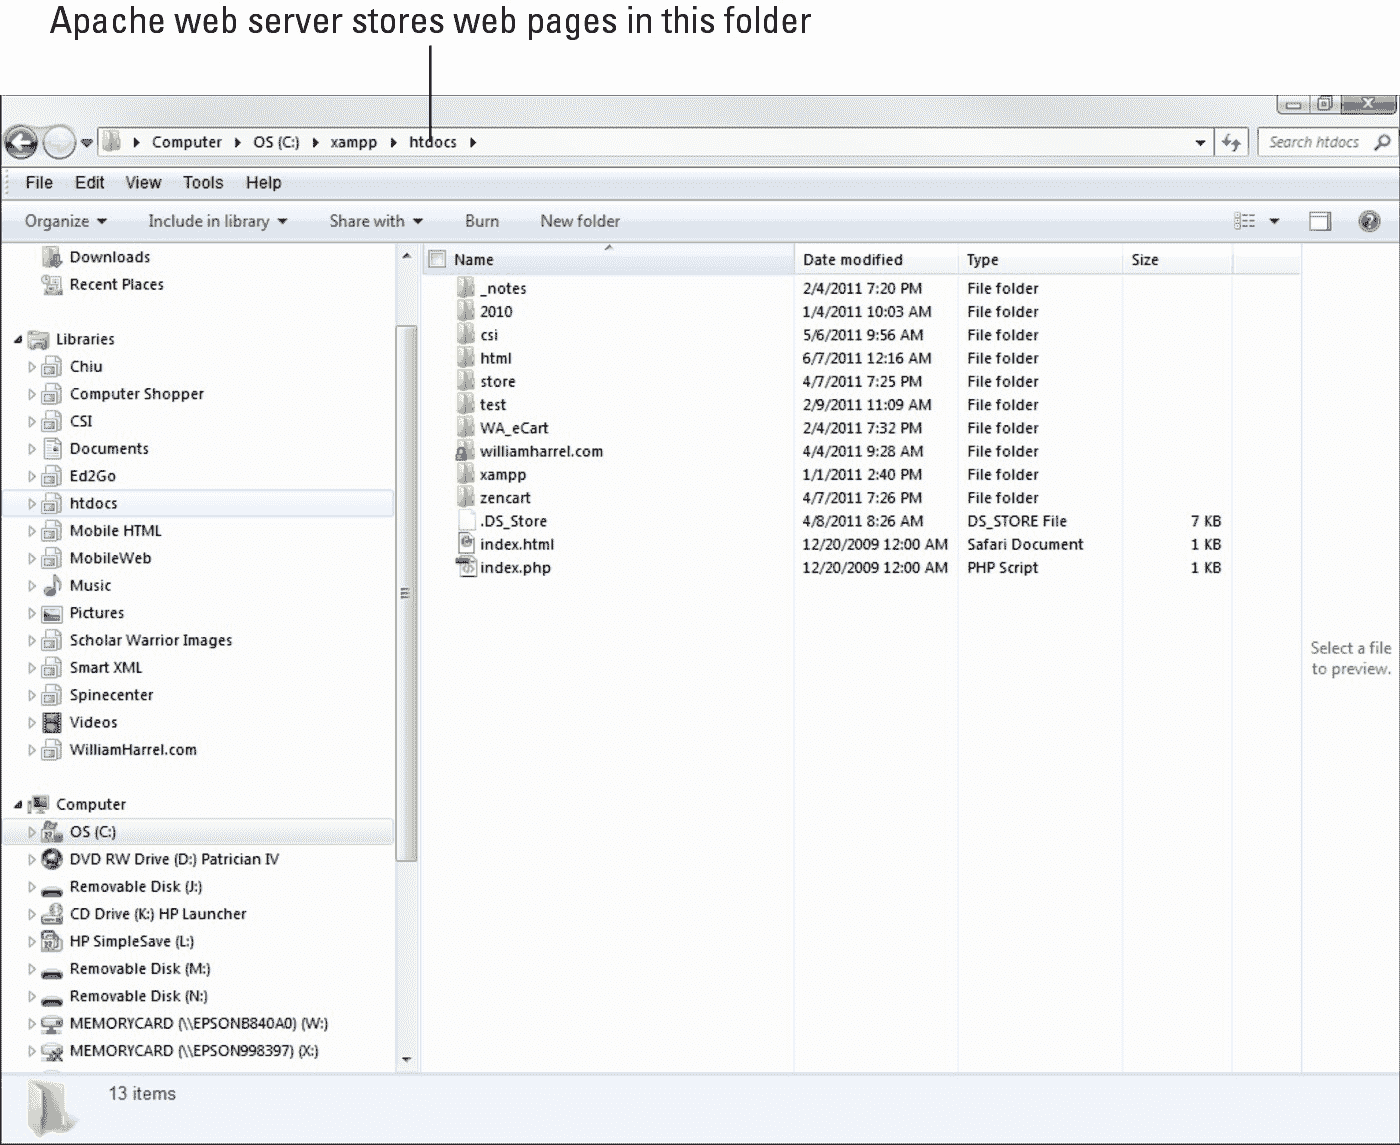 Apache web server stores web pages in this folder
Computer OS (C:) xampp htdocs
Search htdocs
File Edit View Tools Help
Organize Include in library Share with Burn New folder
Downloads
Recent Places
Libraries
Chiu
Computer Shopper
CSI
Documents
Ed2Go
htdocs
Mobile HTML
MobileWeb
Music
Pictures
Scholar Warrior Images
Smart XML
Spinecenter
Videos
WilliamHarrel.com
Computer
OS (C:)
DVD RW Drive (D:) Patrician IV
Removable Disk (J:)
CD Drive (K:) HP Launcher
HP SimpleSave (L:)
Removable Disk (M:)
Removable Disk (N:)
MEMORYCARD (\\EPSONB840A0) (W:)
MEMORYCARD (\\EPSON998397) (X:)
Name Date modified Type Size
_notes 2/4/2011 7:20 PM File folder
2010 1/4/2011 10:03 AM File folder
csi 5/6/2011 9:56 AM File folder
html 6/7/2011 12:16 AM File folder
store 4/7/2011 7:25 PM File folder
test 2/9/2011 11:09 AM File folder
WA_eCart 2/4/2011 7:32 PM File folder
williamharrel.com 4/4/2011 9:28 AM File folder
xampp 1/1/2011 2:40 PM File folder
zencart 4/7/2011 7:26 PM File folder
.DS_Store 4/8/2011 8:26 AM DS_STORE File 7 KB
index.html 12/20/2009 12:00 AM Safari Document 1 KB
index.php 12/20/2009 12:00 AM PHP Script 1 KB
Select a file
to preview.
13 items